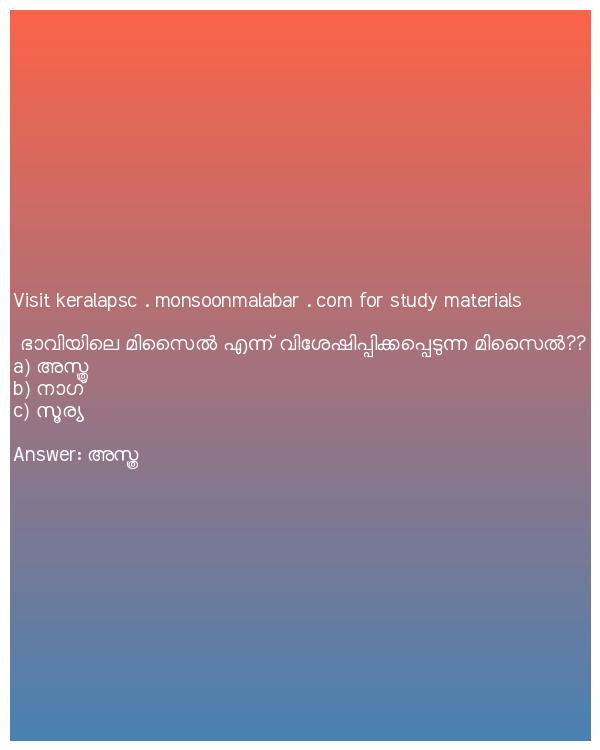 Visit keralapsc . monsoonmalabar . com for study materials
ഭാവിയിലെ മിസൈൽ എന്ന് വിശേഷിപ്പിക്കപ്പെടുന്ന മിസൈൽ??
a) അസ്ത്ര
b) നാഗ്
c) സൂര്യ
Answer: അസ്ത്ര